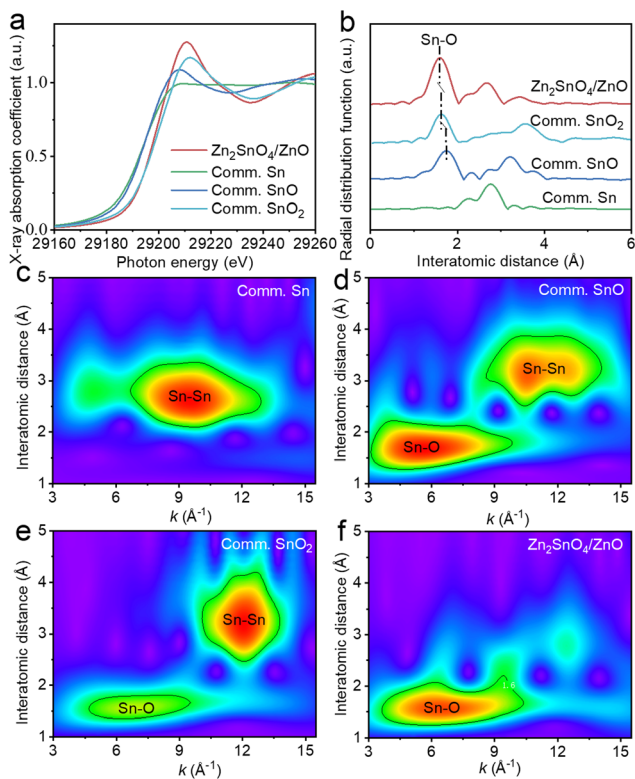 a
X-ray absorption coefficient (a.u.)
1.0
0.5
0.0
Zn₂SnO₄/ZnO
Comm. Sn
Comm. SnO
Comm. SnO₂
29160 29180 29200 29220 29240 29260
Photon energy (eV)
b
Radial distribution function (a.u.)
Sn-O
Zn₂SnO₄/ZnO
Comm. SnO₂
Comm. SnO
Comm. Sn
0 2 4 6
Interatomic distance (Å)
c
Comm. Sn
Interatomic distance (Å)
5
4
3
2
1
Sn-Sn
3 6 9 12 15
k (Å⁻¹)
d
Comm. SnO
Interatomic distance (Å)
5
4
3
2
1
Sn-Sn
Sn-O
3 6 9 12 15
k (Å⁻¹)
e
Comm. SnO₂
Interatomic distance (Å)
5
4
3
2
1
Sn-Sn
Sn-O
3 6 9 12 15
k (Å⁻¹)
f
Zn₂SnO₄/ZnO
Interatomic distance (Å)
5
4
3
2
1
Sn-O
3 6 9 12 15
k (Å⁻¹)